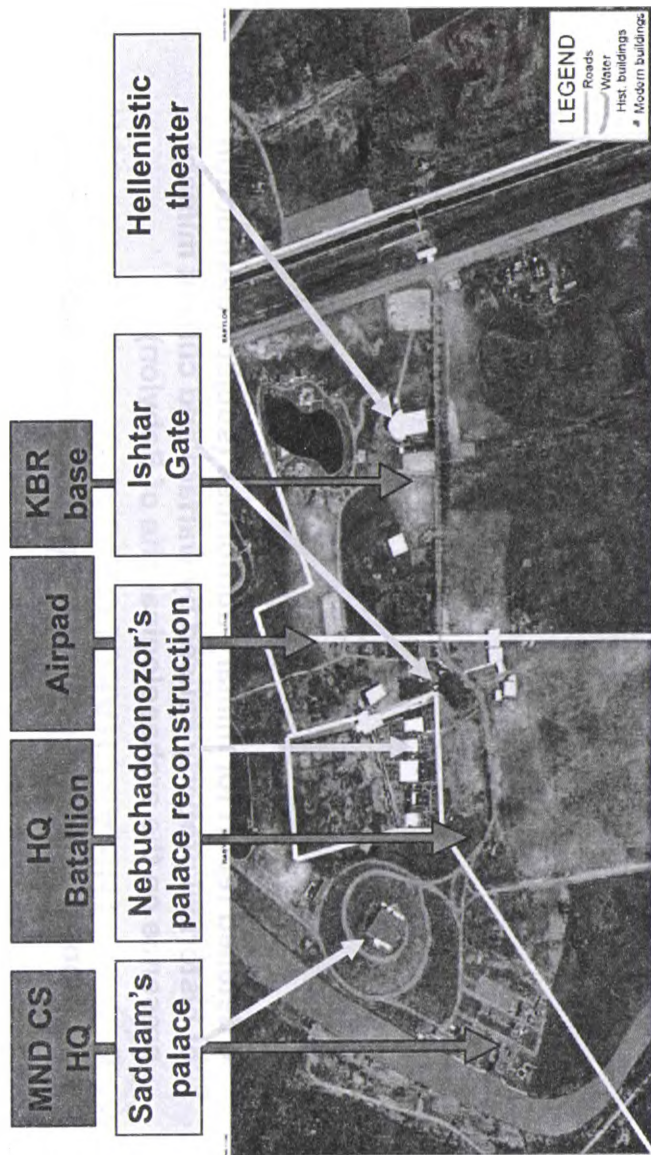 MND CS
HQ
HQ
Batallion
Airpad
KBR
base
Saddam's
palace
Nebuchaddonozor's
palace reconstruction
Ishtar
Gate
Hellenistic
theater
BABYLON
LEGEND
Roads
Water
Hist. buildings
Modern buildings